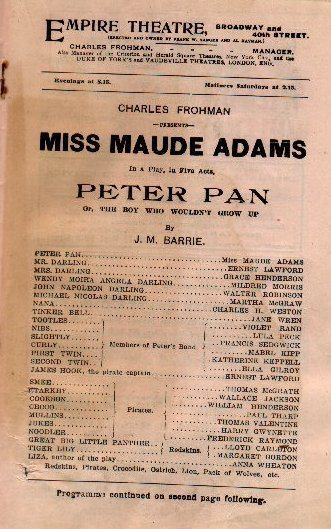 EMPIRE THEATRE, BROADWAY and 40th STREET.
(ERECTED AND OWNED BY FRANK W. SANGER AND AL HAYMAN.)
CHARLES FROHMAN, MANAGER.
Also Manager of the Criterion and Herald Square Theatres, New York City, and the
DUKE OF YORK'S and VAUDEVILLE THEATRES, LONDON, ENG.
Evenings at 8.15. Matinee Saturdays at 2.15.
CHARLES FROHMAN
—PRESENTS—
MISS MAUDE ADAMS
In a Play, in Five Acts,
PETER PAN
Or, THE BOY WHO WOULDN'T GROW UP
By
J. M. BARRIE.
PETER PAN Miss MAUDE ADAMS
MR. DARLING ERNEST LAWFORD
MRS. DARLING GRACE HENDERSON
WENDY MOIRA ANGELA DARLING MILDRED MORRIS
JOHN NAPOLEON DARLING WALTER ROBINSON
MICHAEL NICOLAS DARLING MARTHA McGRAW
NANA CHARLES H. WESTON
TINKER BELL JANE WREN
TOOTLES VIOLET RAND
NIBS LULA PECK
SLIGHTLY Members of Peter's Band FRANCIS SEDGWICK
CURLY MABEL KIPP
FIRST TWIN KATHERINE KEPPELL
SECOND TWIN ELLA GILROY
JAMES HOOK, the pirate captain ERNEST LAWFORD
SMEE THOMAS McGRATH
STARKEY WALLACE JACKSON
COOKSON WILLIAM HENDERSON
CECCO Pirates. PAUL THARP
MULLINS THOMAS VALENTINE
JUKES HARRY GWYNETTE
NOODLER FREDERICK RAYMOND
GREAT BIG LITTLE PANTHER Redskins LLOYD CARLETON
TIGER LILY MARGARET GORDON
LIZA, author of the play ANNA WHEATON
Redskins, Pirates, Crocodile, Ostrich, Lion, Pack of Wolves, etc.
Programme continued on second page following.